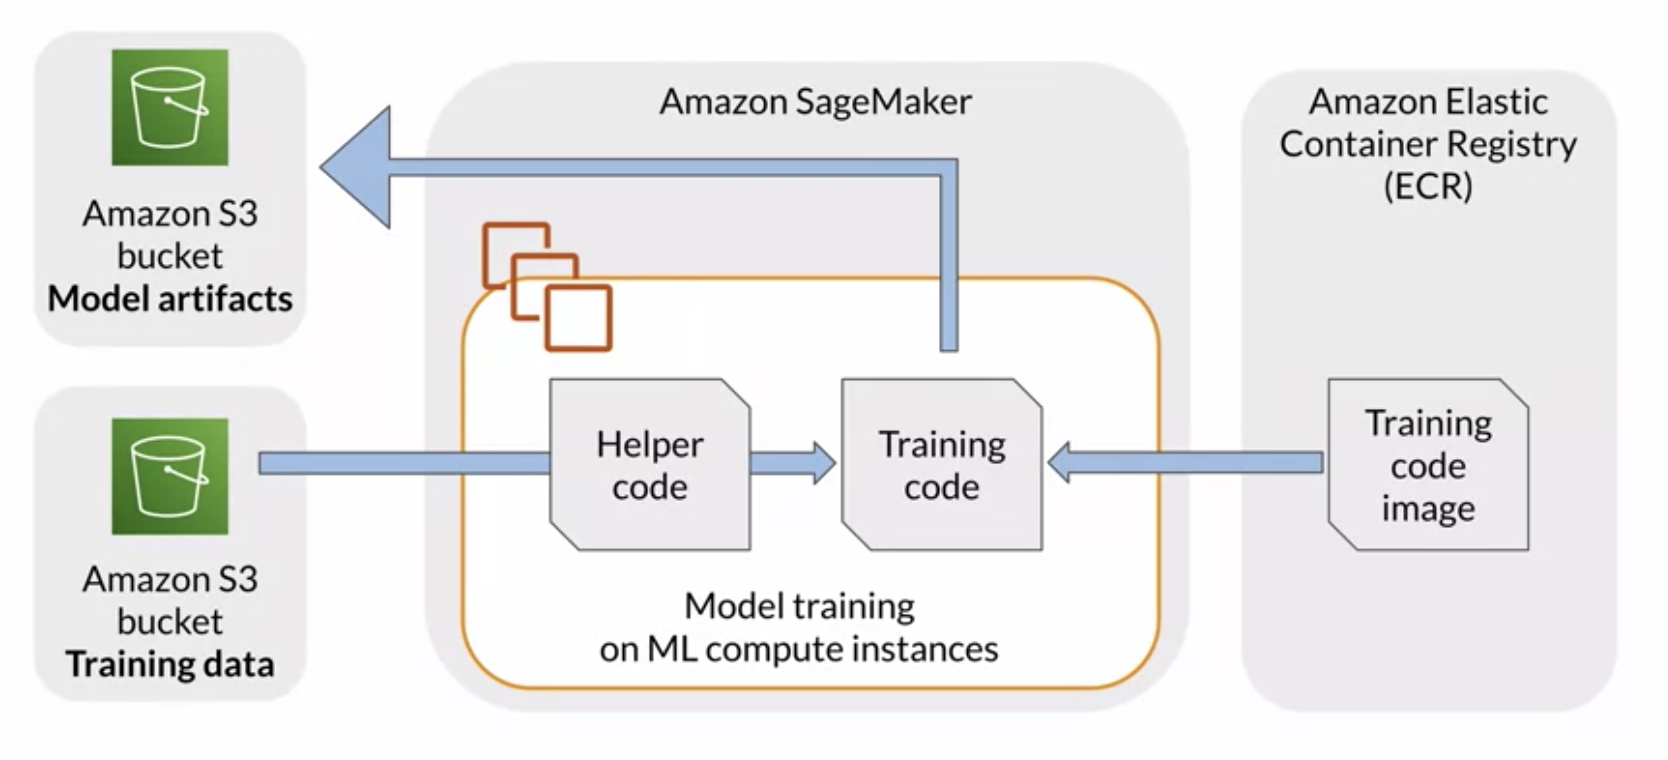 Amazon S3
bucket
Model artifacts
Amazon S3
bucket
Training data
Amazon SageMaker
Helper
code
Training
code
Model training
on ML compute instances
Amazon Elastic
Container Registry
(ECR)
Training
code
image